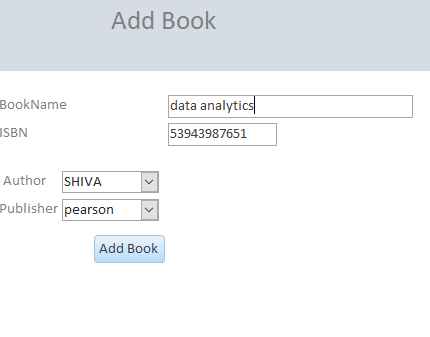 Add Book
BookName data analytics
ISBN 53943987651
Author SHIVA
Publisher pearson
Add Book